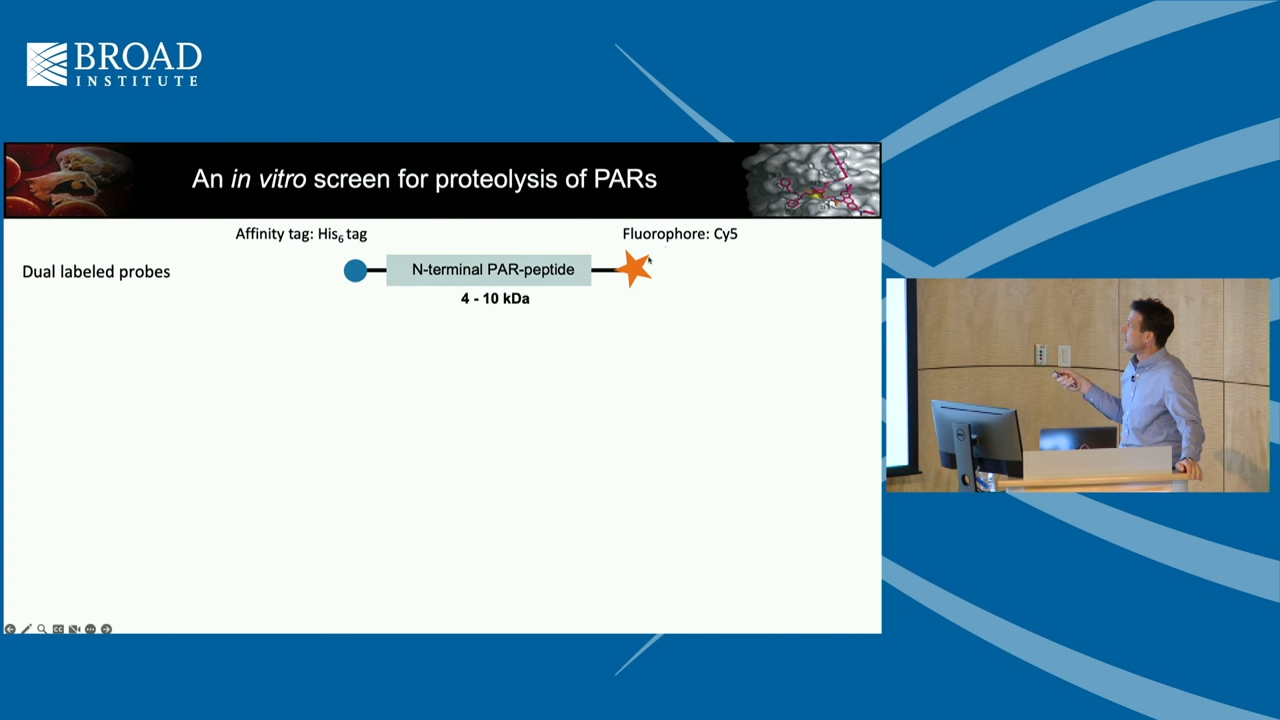 BROAD
INSTITUTE
An in vitro screen for proteolysis of PARs
Affinity tag: His6 tag
Fluorophore: Cy5
Dual labeled probes
N-terminal PAR-peptide
4 - 10 kDa